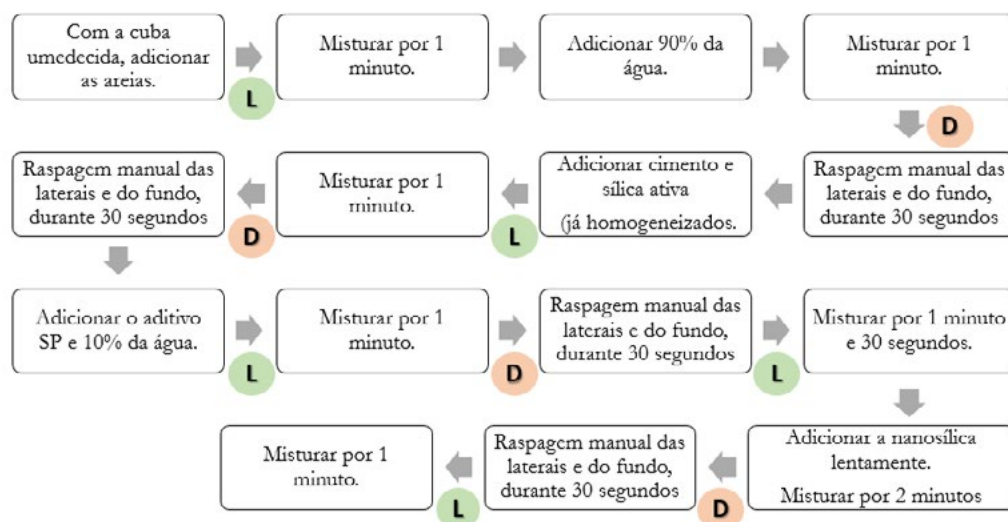 Com a cuba
umedecida, adicionar
as areias.
L
Misturar por 1
minuto.
Adicionar 90% da
água.
Misturar por 1
minuto.
D
Raspagem manual das
laterais e do fundo,
durante 30 segundos
Adicionar cimento e
sílica ativa
(já homogeneizados.
L
Misturar por 1
minuto.
D
Raspagem manual das
laterais e do fundo,
durante 30 segundos
Adicionar o aditivo
SP e 10% da água.
L
Misturar por 1
minuto.
D
Raspagem manual das
laterais e do fundo,
durante 30 segundos
L
Misturar por 1 minuto
e 30 segundos.
Adicionar a nanosílica
lentamente.
Misturar por 2 minutos
D
Raspagem manual das
laterais e do fundo,
durante 30 segundos
L
Misturar por 1
minuto.